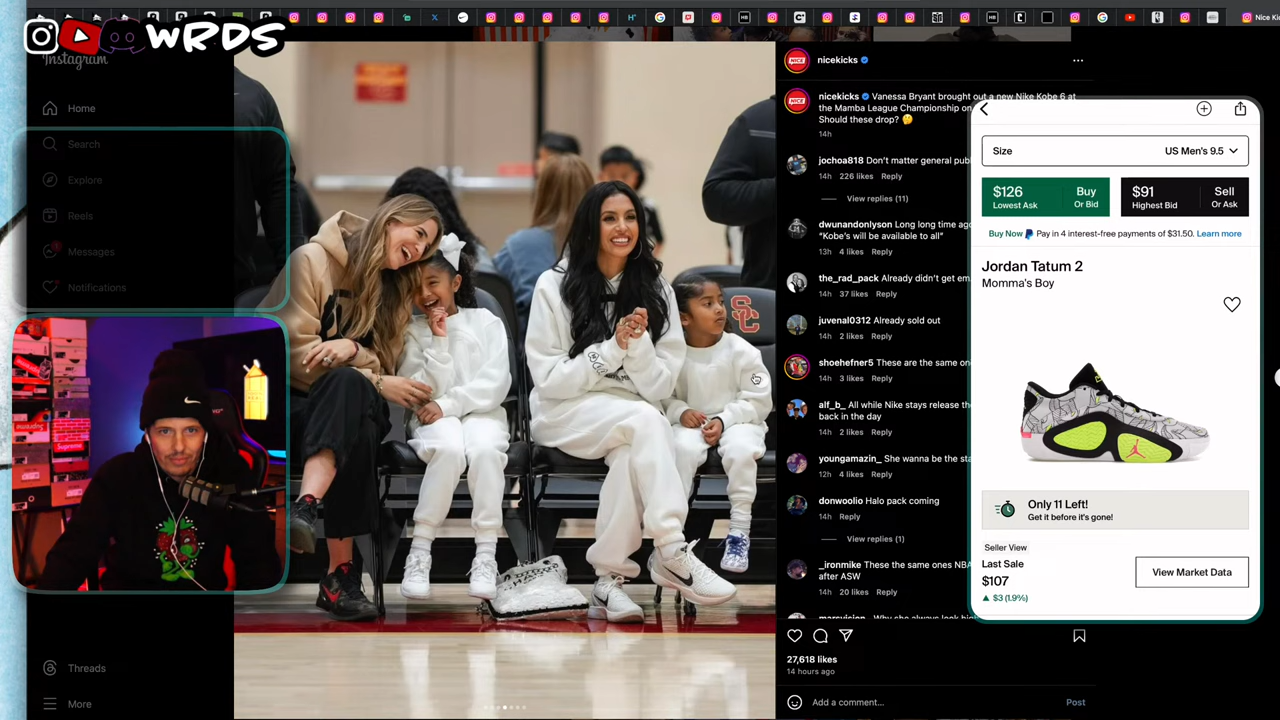 WRDS
Instagram
Home
Search
Explore
Reels
Messages
Notifications
Threads
More
SC
nicekicks
nicekicks Vanessa Bryant brought out a new Nike Kobe 6 at
the Mamba League Championship on
Should these drop? 🤔
14h
jochoa818 Don't matter general pub
14h 226 likes Reply
View replies (11)
dwunandonlyson Long long time ago
"Kobe's will be available to all"
13h 4 likes Reply
the_rad_pack Already didn't get em
14h 37 likes Reply
juvenal0312 Already sold out
14h 2 likes Reply
shoehefner5 These are the same on
14h 3 likes Reply
alf_b_ All while Nike stays release th
back in the day
14h 2 likes Reply
youngamazin_ She wanna be the sta
12h 4 likes Reply
donwoolio Halo pack coming
14h Reply
View replies (1)
_ironmike These the same ones NBA
after ASW
14h 20 likes Reply
27,618 likes
14 hours ago
Add a comment...
Post
Size
US Men's 9.5
$126
Lowest Ask
Buy
Or Bid
$91
Highest Bid
Sell
Or Ask
Buy Now Pay in 4 interest-free payments of $31.50. Learn more
Jordan Tatum 2
Momma's Boy
Only 11 Left!
Get it before it's gone!
Seller View
Last Sale
$107
▲ $3 (1.9%)
View Market Data